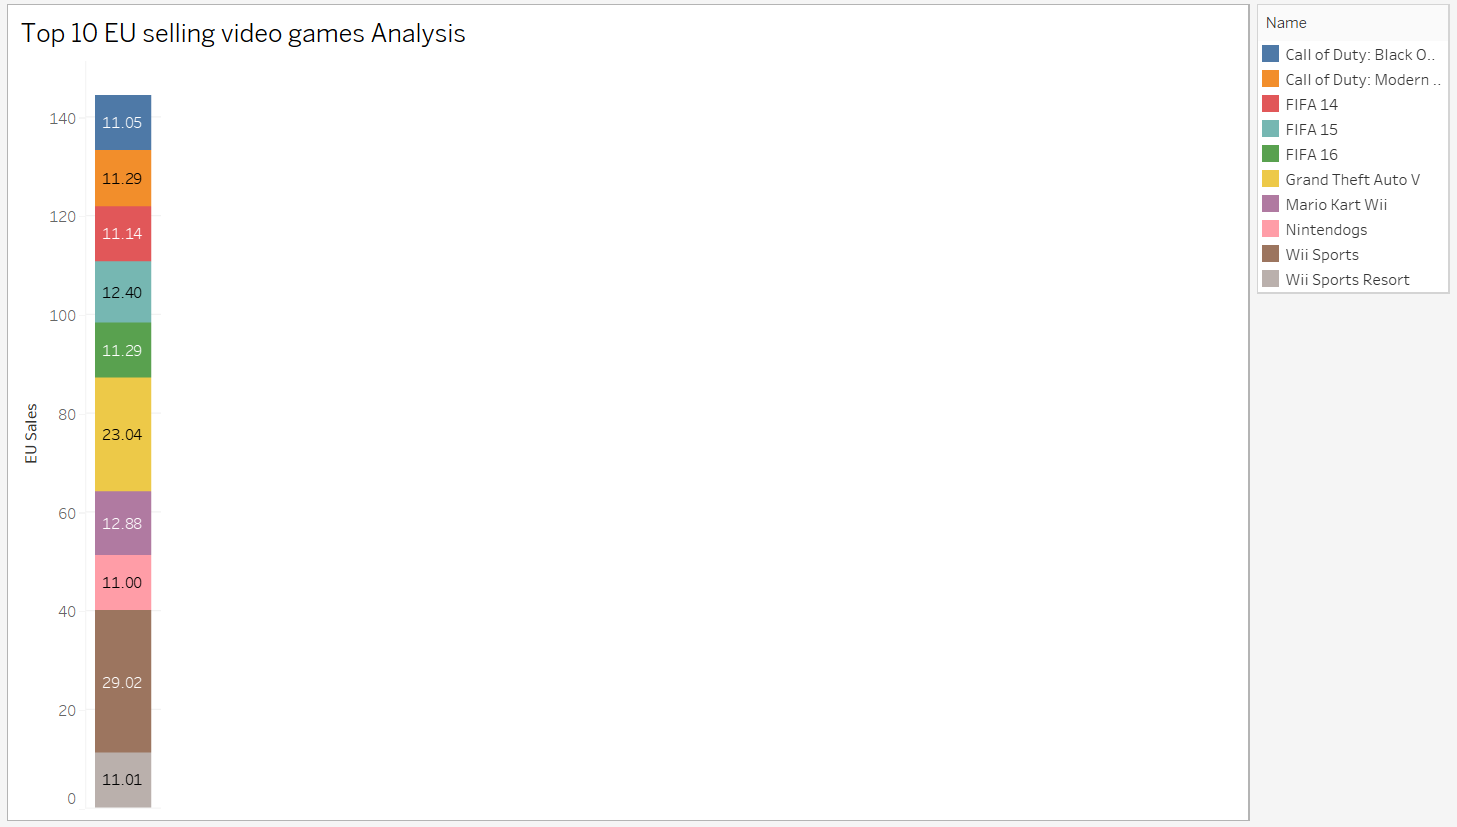 Top 10 EU selling video games Analysis
EU Sales
140
120
100
80
60
40
20
0
11.05
11.29
11.14
12.40
11.29
23.04
12.88
11.00
29.02
11.01
Name
Call of Duty: Black O..
Call of Duty: Modern ..
FIFA 14
FIFA 15
FIFA 16
Grand Theft Auto V
Mario Kart Wii
Nintendogs
Wii Sports
Wii Sports Resort